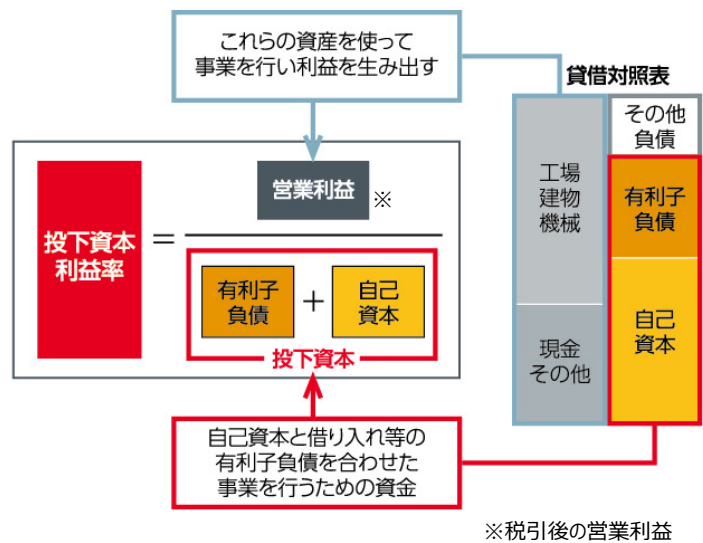 これらの資産を使って
事業を行い利益を生み出す
貸借対照表
その他
負債
工場
建物
機械
有利子
負債
現金
その他
自己
資本
投下資本
利益率
=
営業利益
※
有利子
負債
+
自己
資本
投下資本
自己資本と借り入れ等の
有利子負債を合わせた
事業を行うための資金
※税引後の営業利益